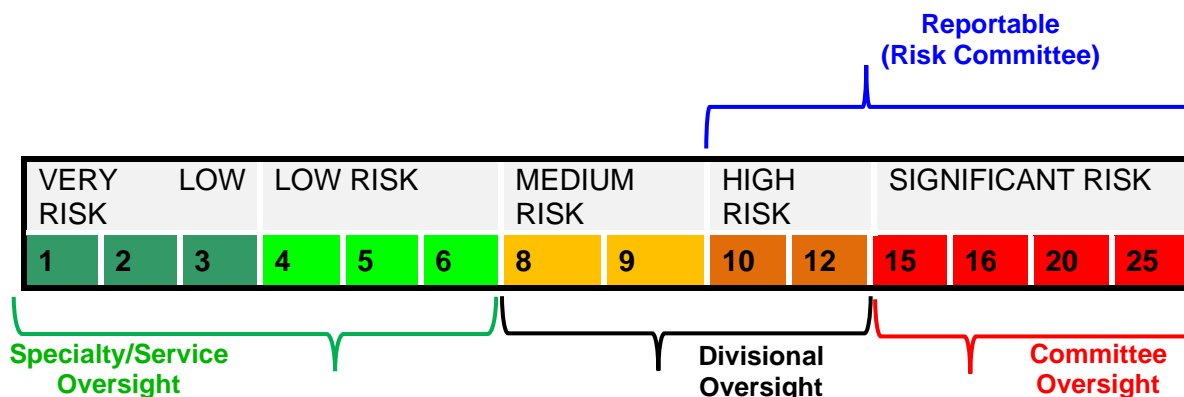 Reportable
(Risk Committee)
VERY LOW RISK
LOW RISK
MEDIUM RISK
HIGH RISK
SIGNIFICANT RISK
1 2 3 4 5 6 8 9 10 12 15 16 20 25
Specialty/Service
Oversight
Divisional
Oversight
Committee
Oversight